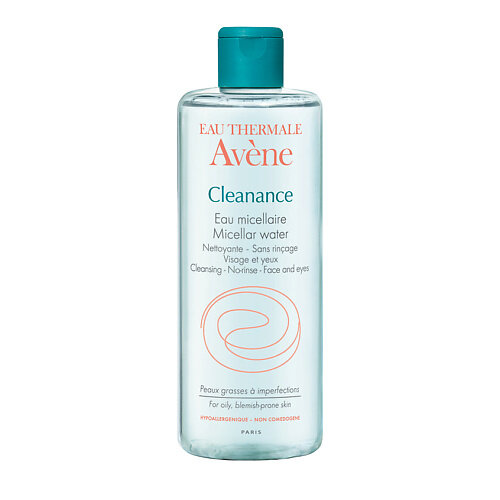 EAU THERMALE
Avène
Cleanance
Eau micellaire
Micellar water
Nettoyante - Sans rinçage
Visage et yeux
Cleansing - No-rinse - Face and eyes
Peaux grasses à imperfections
For oily, blemish-prone skin
HYPOALLERGENIQUE - NON COMEDOGENE
PARIS